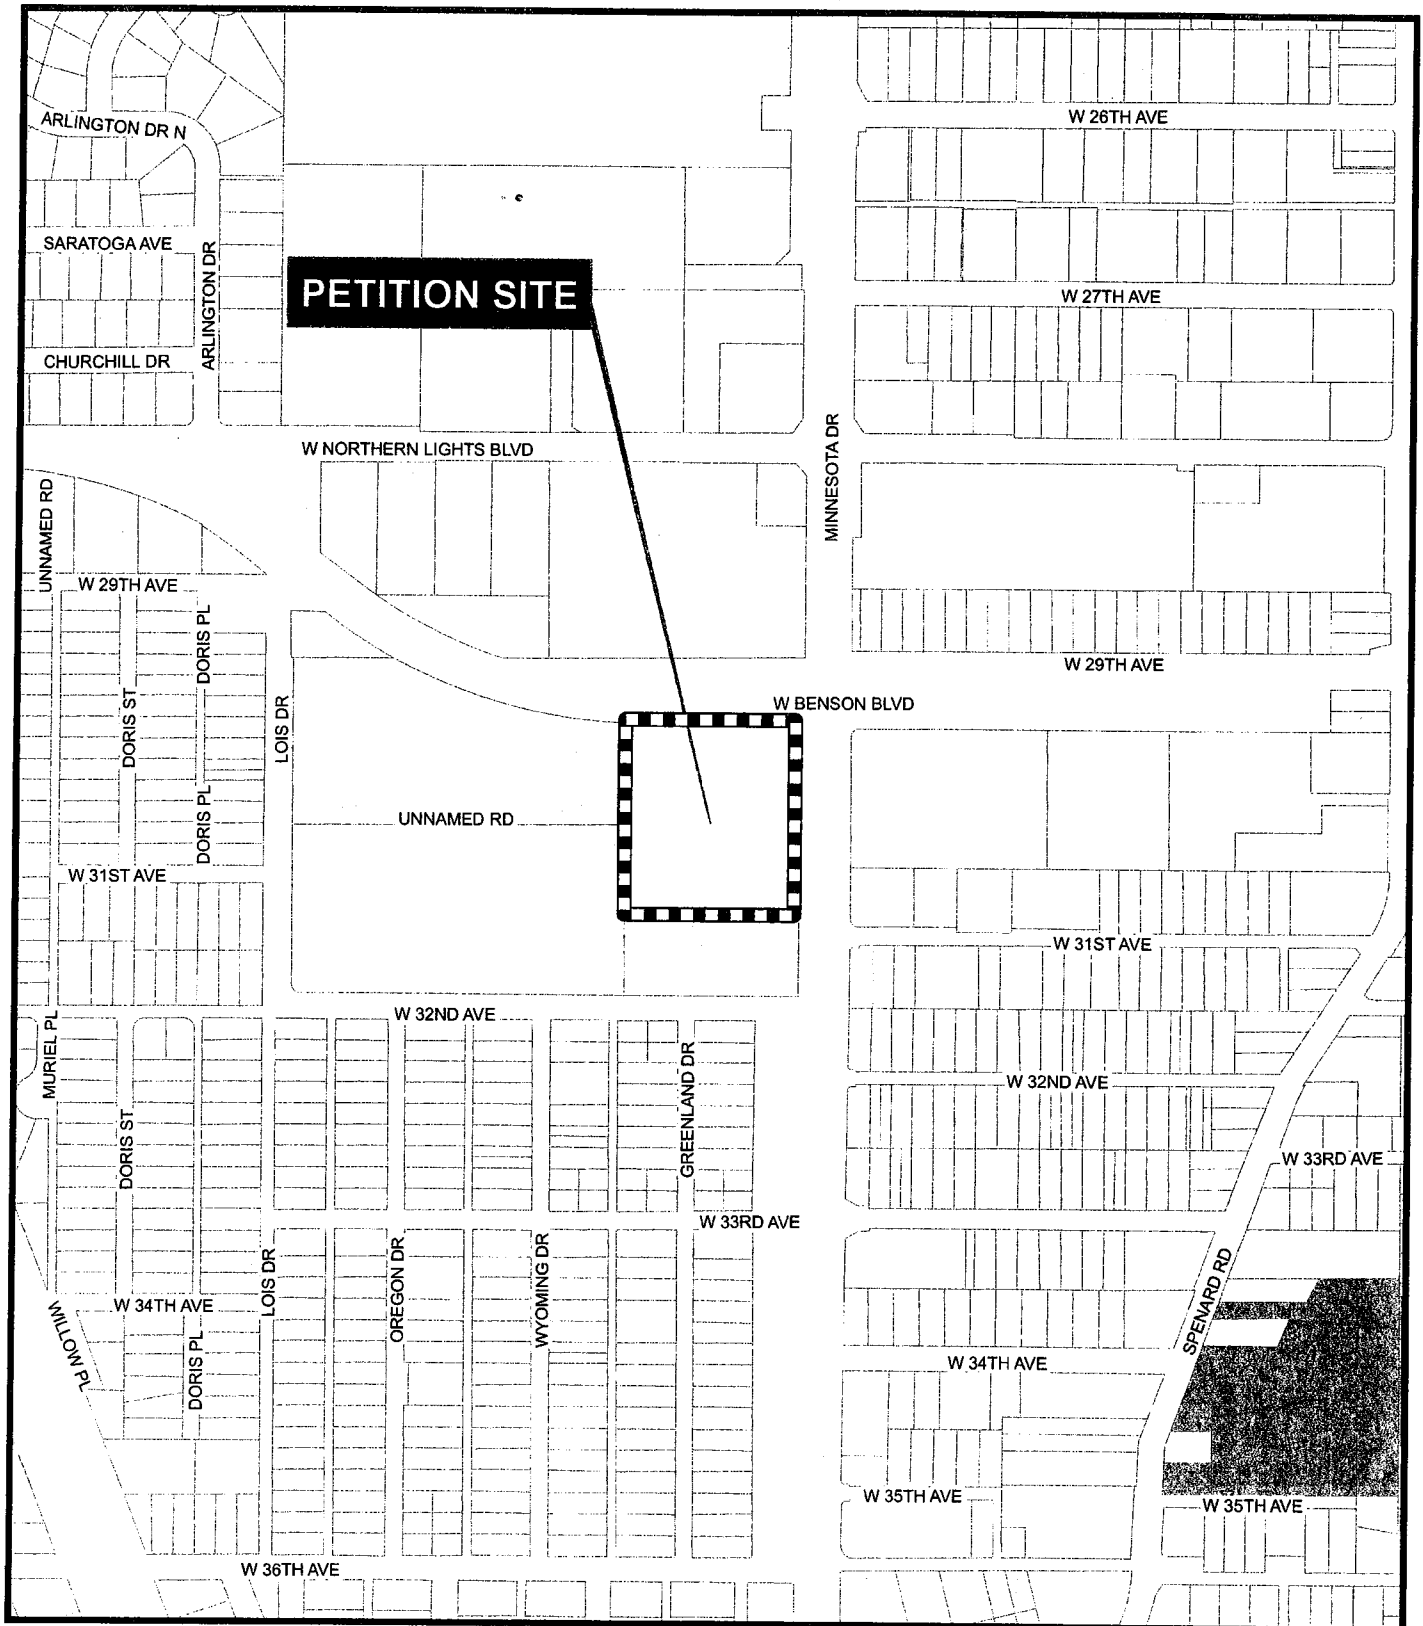 W 26TH AVE
ARLINGTON DR N
SARATOGA AVE
ARLINGTON DR
PETITION SITE
W 27TH AVE
CHURCHILL DR
W NORTHERN LIGHTS BLVD
MINNESOTA DR
UNNAMED RD
W 29TH AVE
DORIS PL
W 29TH AVE
DORIS ST
LOIS DR
W BENSON BLVD
UNNAMED RD
DORIS PL
W 31ST AVE
W 31ST AVE
W 32ND AVE
MURIEL PL
GREENLAND DR
W 32ND AVE
DORIS ST
W 33RD AVE
W 33RD AVE
LOIS DR
OREGON DR
WYOMING DR
SPENARD RD
W 34TH AVE
WILLOW PL
DORIS PL
W 34TH AVE
W 35TH AVE
W 35TH AVE
W 36TH AVE